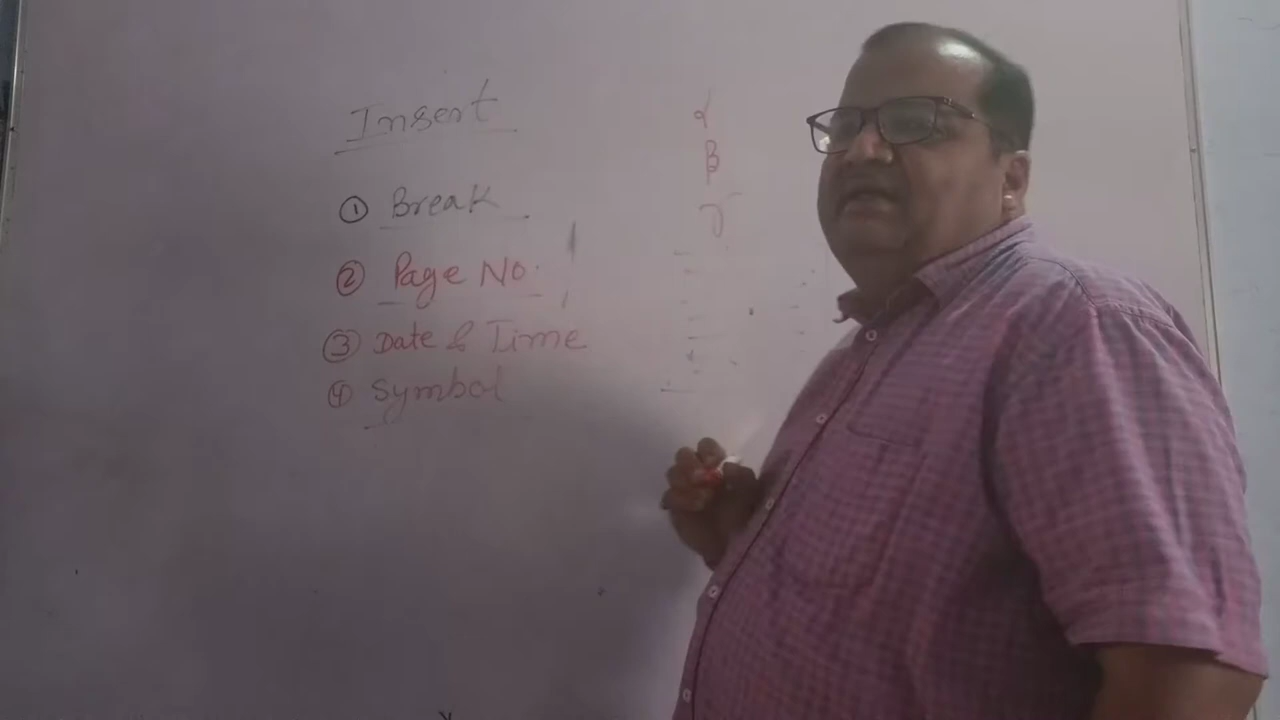 Insert
① Break
② Page No.
③ Date & Time
④ Symbol
α
β
γ